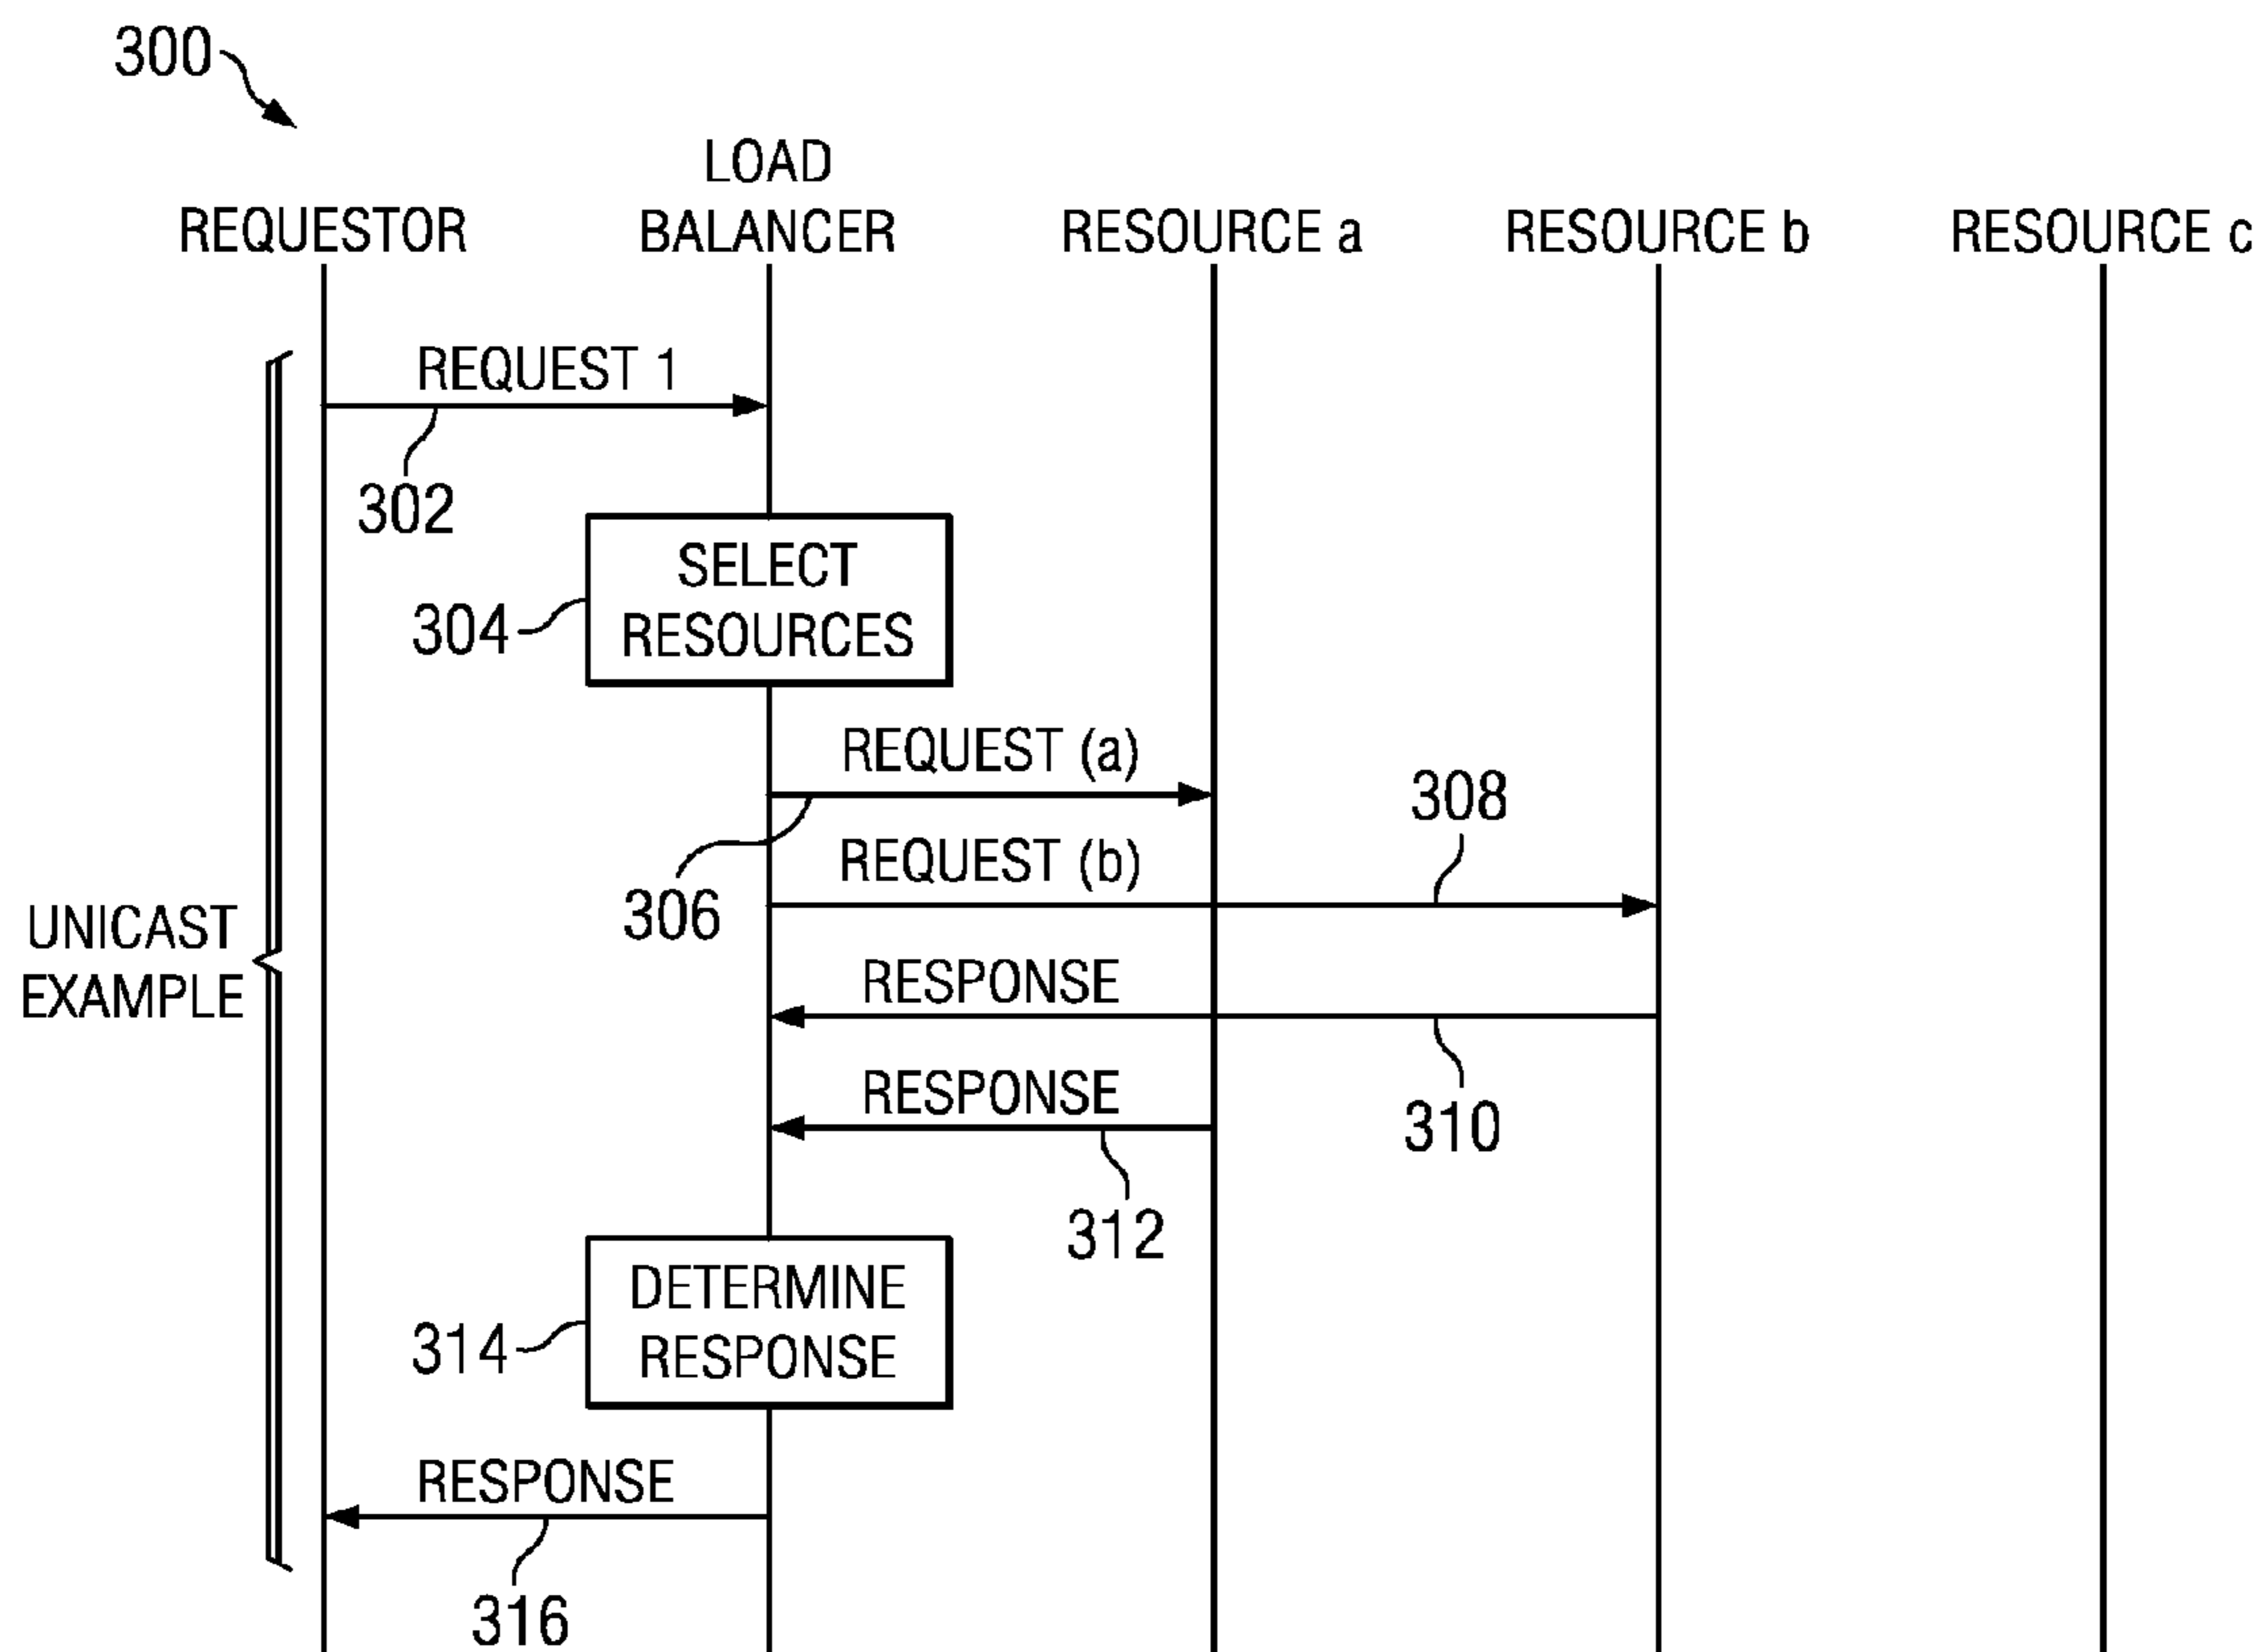 300
REQUESTOR
LOAD
BALANCER
RESOURCE a
RESOURCE b
RESOURCE c
REQUEST 1
302
SELECT
RESOURCES
304
REQUEST (a)
306
REQUEST (b)
308
UNICAST
EXAMPLE
RESPONSE
310
RESPONSE
312
DETERMINE
RESPONSE
314
RESPONSE
316